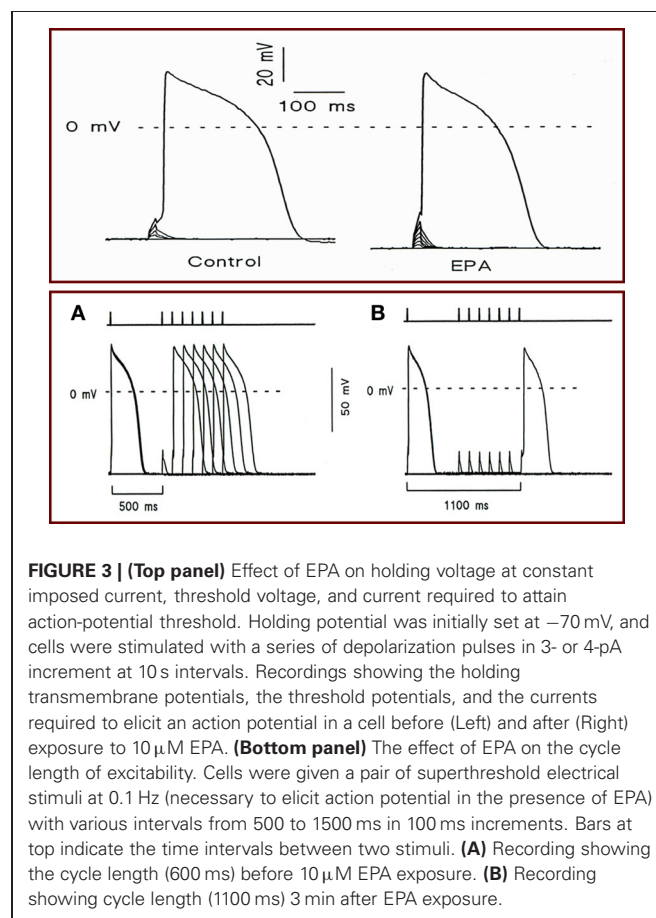 20 mV
100 ms
0 mV
Control
EPA
A
B
0 mV
50 mV
0 mV
500 ms
1100 ms
FIGURE 3 | (Top panel) Effect of EPA on holding voltage at constant
imposed current, threshold voltage, and current required to attain
action-potential threshold. Holding potential was initially set at −70 mV, and
cells were stimulated with a series of depolarization pulses in 3- or 4-pA
increment at 10 s intervals. Recordings showing the holding
transmembrane potentials, the threshold potentials, and the currents
required to elicit an action potential in a cell before (Left) and after (Right)
exposure to 10 μM EPA. (Bottom panel) The effect of EPA on the cycle
length of excitability. Cells were given a pair of superthreshold electrical
stimuli at 0.1 Hz (necessary to elicit action potential in the presence of EPA)
with various intervals from 500 to 1500 ms in 100 ms increments. Bars at
top indicate the time intervals between two stimuli. (A) Recording showing
the cycle length (600 ms) before 10 μM EPA exposure. (B) Recording
showing cycle length (1100 ms) 3 min after EPA exposure.